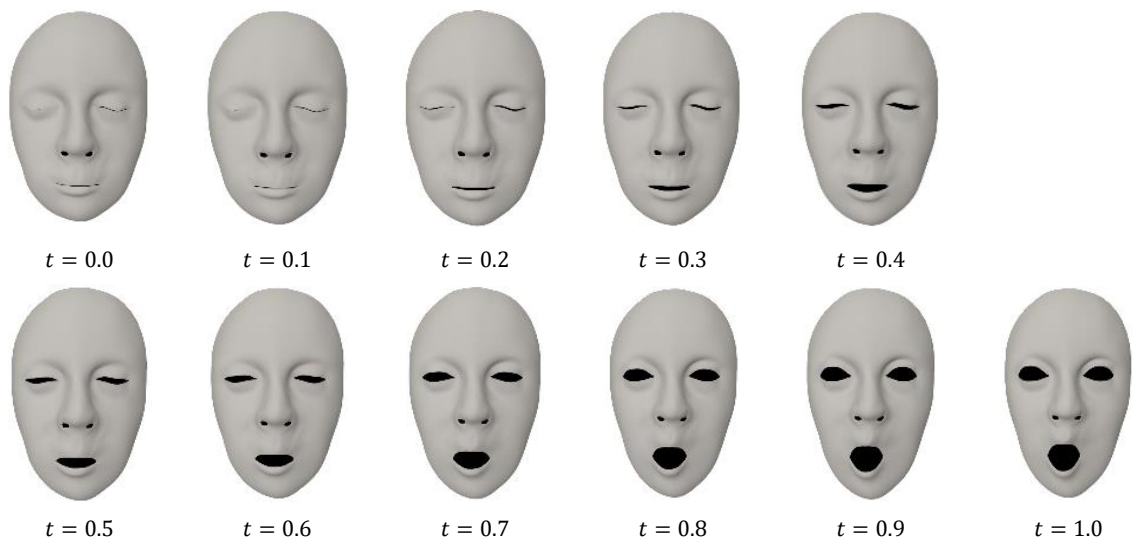 t = 0.0 t = 0.1 t = 0.2 t = 0.3 t = 0.4
t = 0.5 t = 0.6 t = 0.7 t = 0.8 t = 0.9 t = 1.0